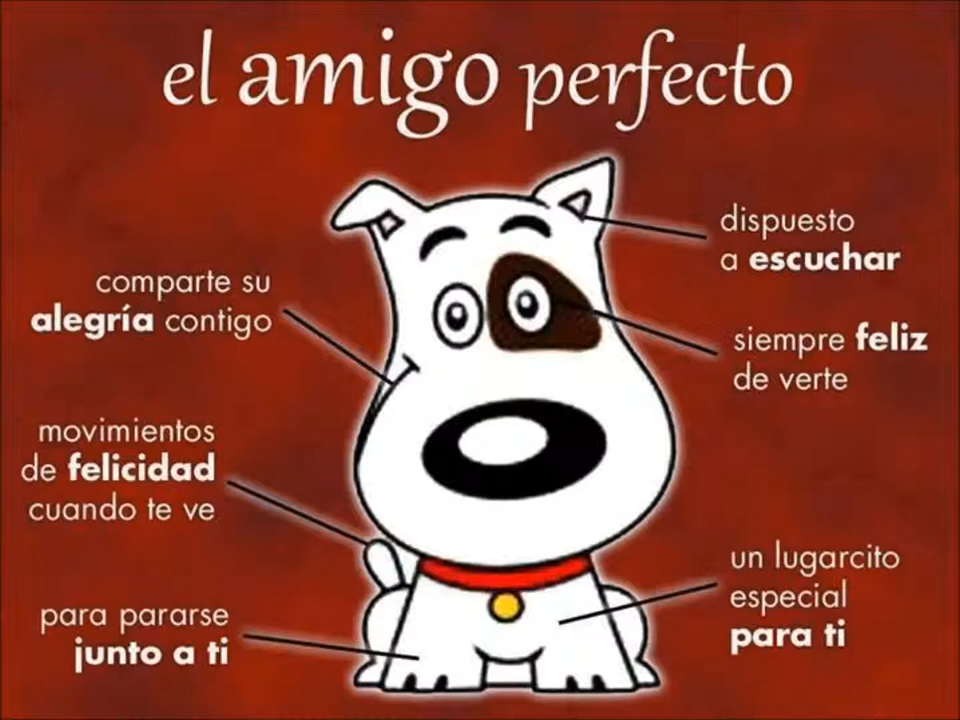 el amigo perfecto
dispuesto
a escuchar
comparte su
alegría contigo
siempre feliz
de verte
movimientos
de felicidad
cuando te ve
un lugarcito
especial
para ti
para pararse
junto a ti